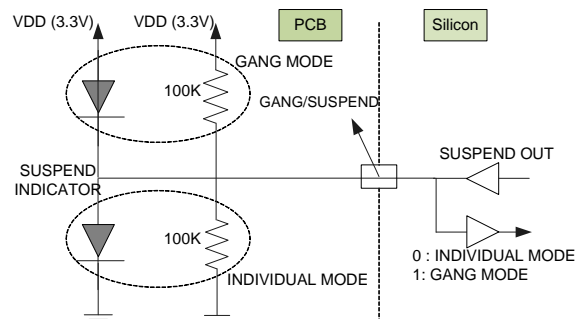 VDD (3.3V) VDD (3.3V)
PCB
Silicon
GANG MODE
100K
GANG/SUSPEND
SUSPEND OUT
SUSPEND
INDICATOR
100K
0 : INDIVIDUAL MODE
1: GANG MODE
INDIVIDUAL MODE